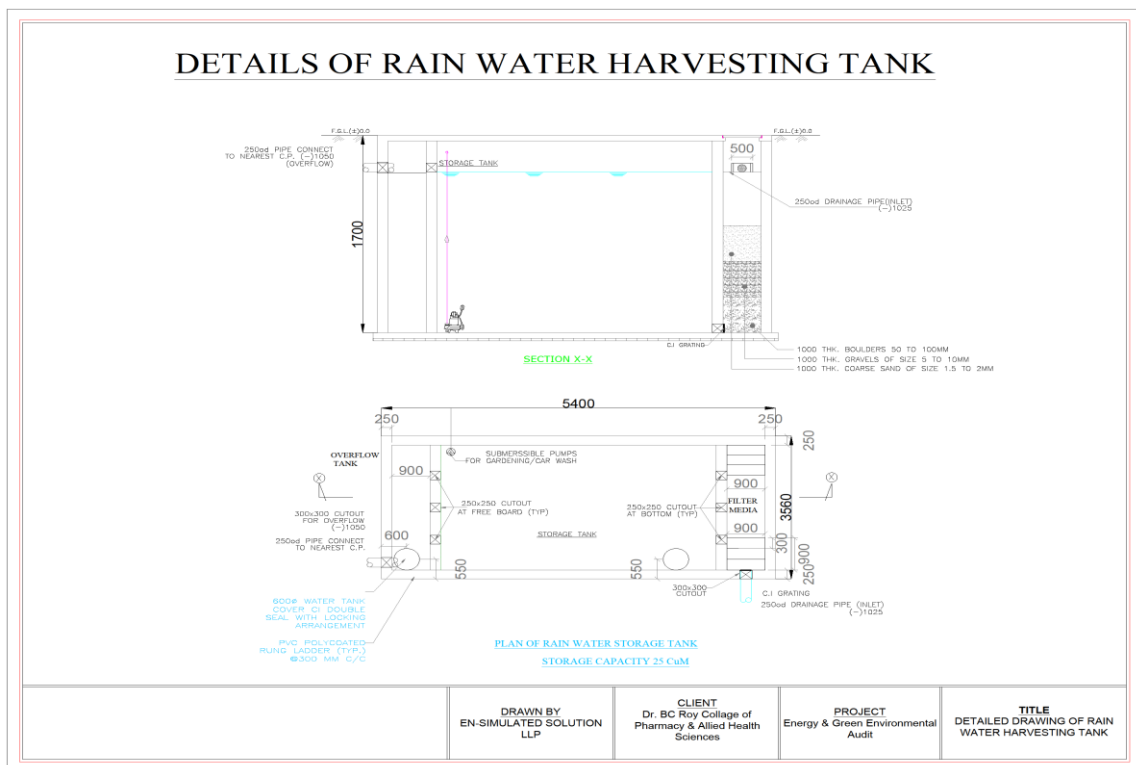 DETAILS OF RAIN WATER HARVESTING TANK
F.G.L.(±)0.0
F.G.L.(±)0.0
250od PIPE CONNECT
TO NEAREST C.P. (-)1050
(OVERFLOW)
STORAGE TANK
500
250od DRAINAGE PIPE(INLET)
(-)1025
1700
C.I GRATING
1000 THK. BOULDERS 50 TO 100MM
1000 THK. GRAVELS OF SIZE 5 TO 10MM
1000 THK. COARSE SAND OF SIZE 1.5 TO 2MM
SECTION X-X
5400
250
250
250
OVERFLOW
TANK
SUBMERSSIBLE PUMPS
FOR GARDENING/CAR WASH
900
900
X
X
250x250 CUTOUT
AT FREE BOARD (TYP)
250x250 CUTOUT
AT BOTTOM (TYP)
FILTER
MEDIA
3560
300x300 CUTOUT
FOR OVERFLOW
(-)1050
600
900
STORAGE TANK
300
900
250od PIPE CONNECT
TO NEAREST C.P.
550
550
250
300x300
CUTOUT
C.I GRATING
250od DRAINAGE PIPE (INLET)
(-)1025
600ø WATER TANK
COVER CI DOUBLE
SEAL WITH LOCKING
ARRANGEMENT
PVC POLYCOATED
RUNG LADDER (TYP.)
@300 MM C/C
PLAN OF RAIN WATER STORAGE TANK
STORAGE CAPACITY 25 CuM
DRAWN BY
EN-SIMULATED SOLUTION
LLP
CLIENT
Dr. BC Roy Collage of
Pharmacy & Allied Health
Sciences
PROJECT
Energy & Green Environmental
Audit
TITLE
DETAILED DRAWING OF RAIN
WATER HARVESTING TANK